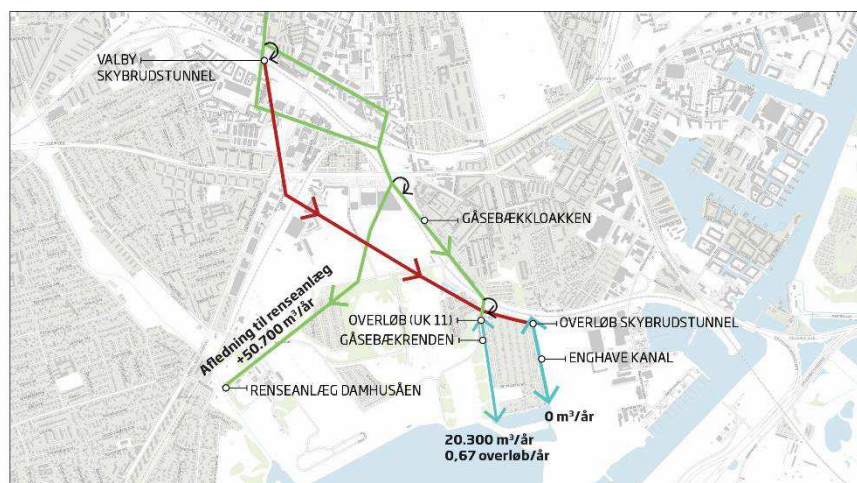 VALBY
SKYBRUDSTUNNEL
GÅSEBÆKKLOAKKEN
Afledning til renseanlæg
+50.700 m³/år
OVERLØB (UK 11)
GÅSEBÆKRENDEN
OVERLØB SKYBRUDSTUNNEL
ENGHAVE KANAL
RENSEANLÆG DAMHUSÅEN
0 m³/år
20.300 m³/år
0,67 overløb/år